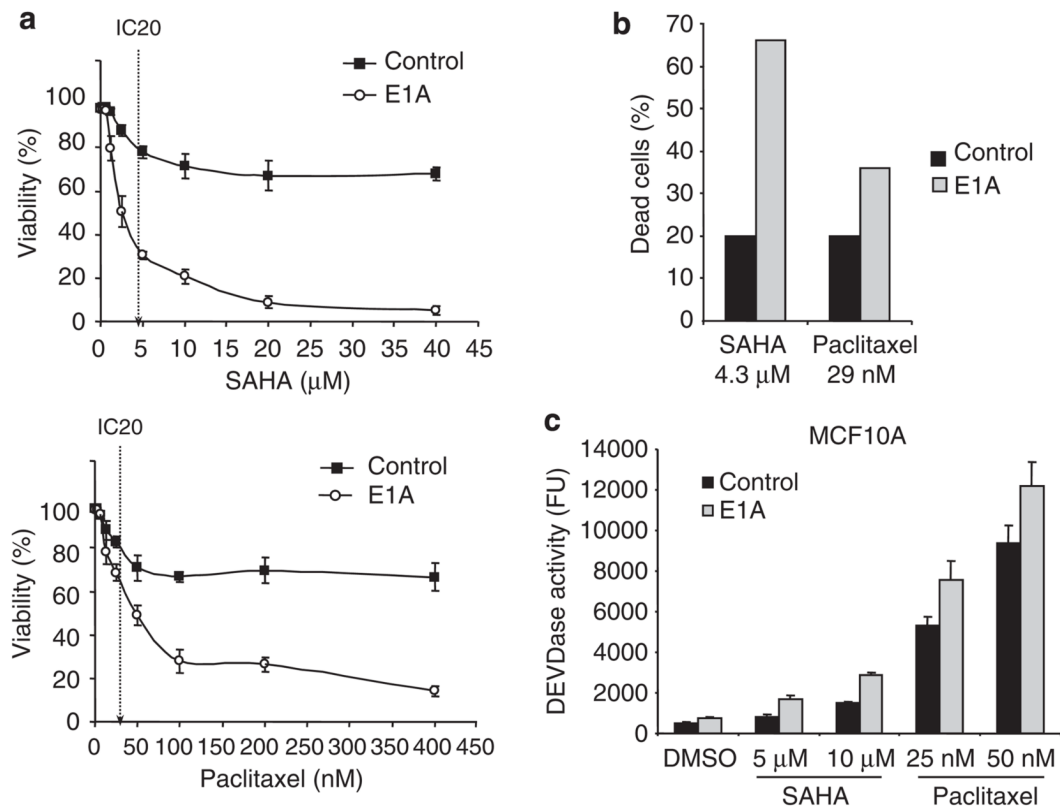 a
IC20
Control
E1A
100
80
60
40
20
0
Viability (%)
0 5 10 15 20 25 30 35 40 45
SAHA (μM)
IC20
Control
E1A
100
80
60
40
20
0
Viability (%)
0 50 100 150 200 250 300 350 400 450
Paclitaxel (nM)
b
70
60
50
40
30
20
10
0
Dead cells (%)
Control
E1A
SAHA Paclitaxel
4.3 μM 29 nM
c
MCF10A
14000
12000
10000
8000
6000
4000
2000
0
DEVDase activity (FU)
Control
E1A
DMSO 5 μM 10 μM 25 nM 50 nM
SAHA Paclitaxel